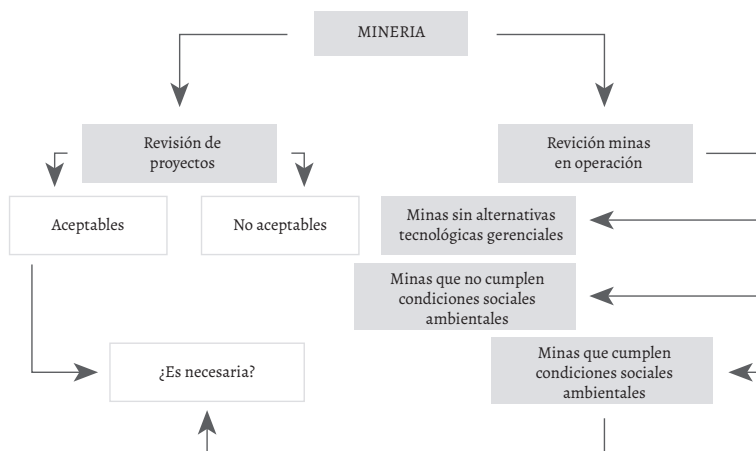 MINERIA
Revisión de
proyectos
Revición minas
en operación
Aceptables
No aceptables
Minas sin alternativas
tecnológicas gerenciales
Minas que no cumplen
condiciones sociales
ambientales
¿Es necesaria?
Minas que cumplen
condiciones sociales
ambientales